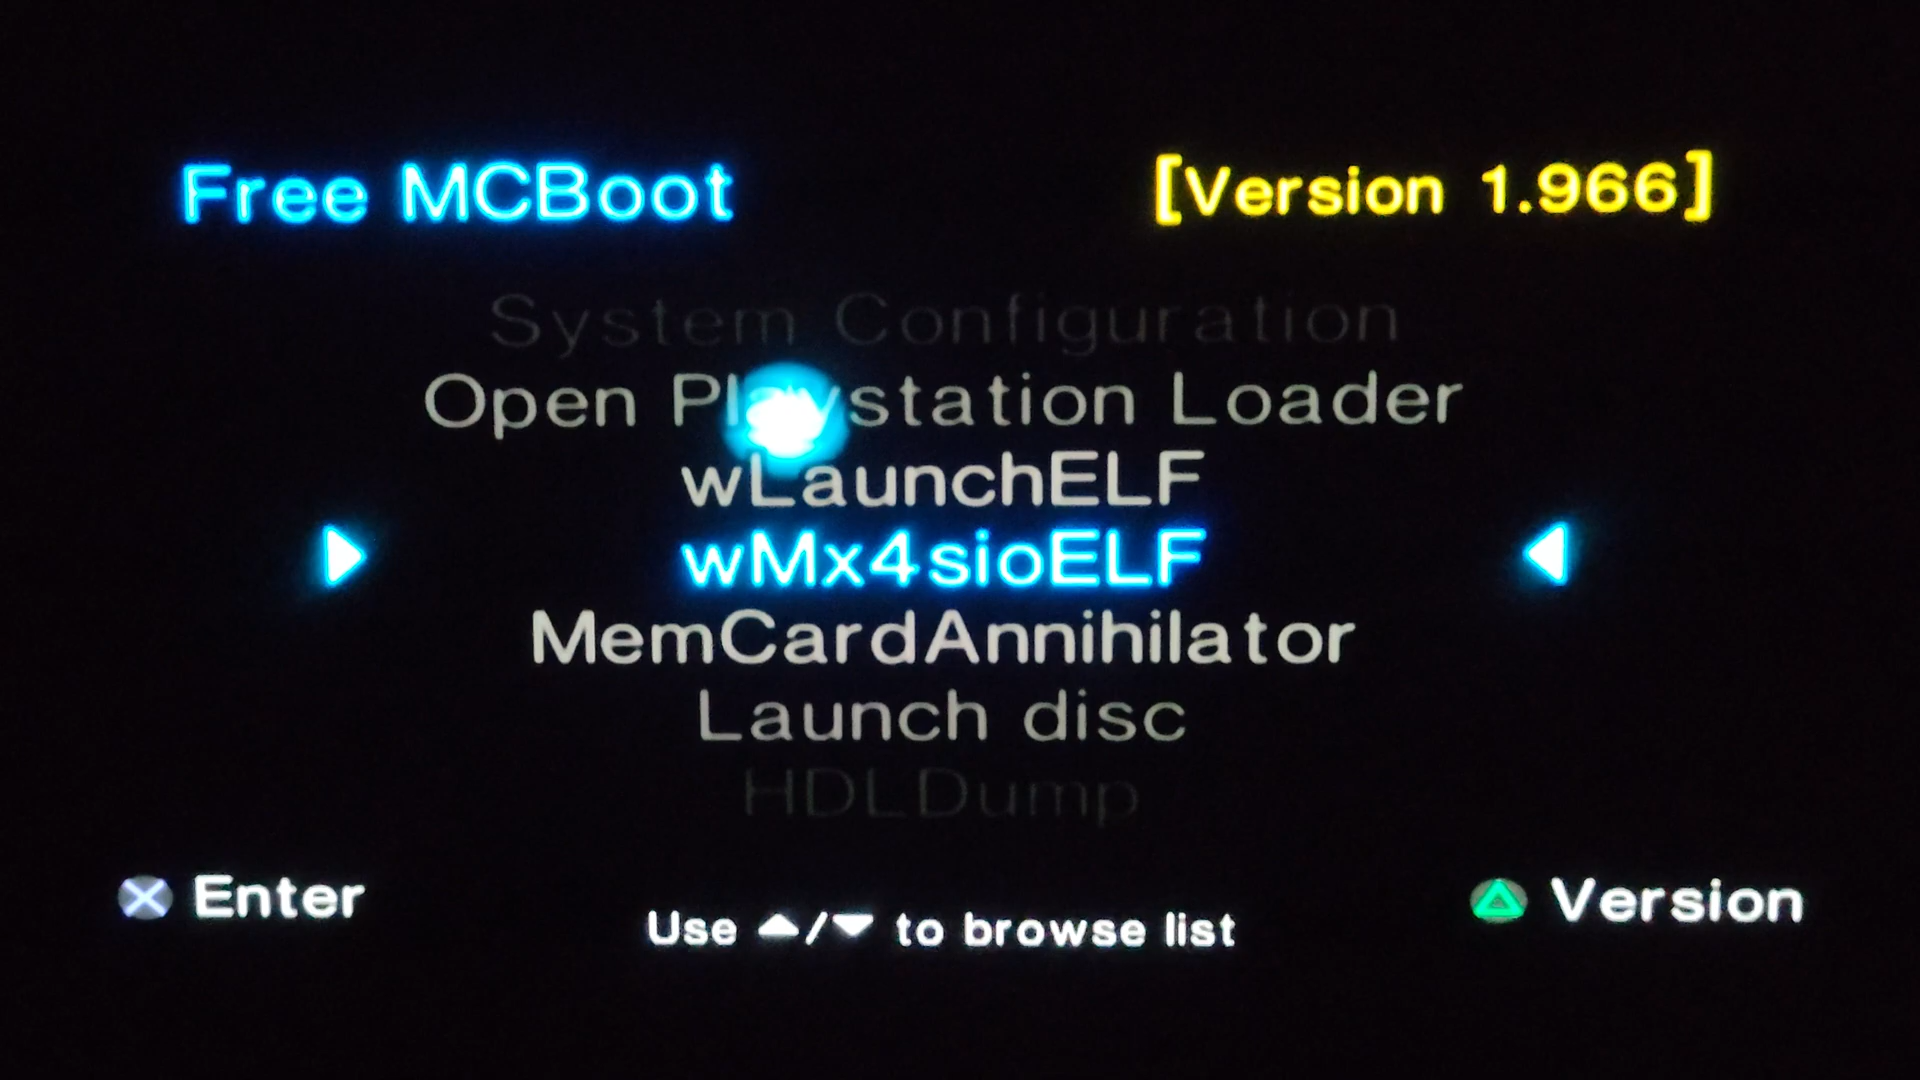 Free MCBoot
[Version 1.966]
System Configuration
Open Playstation Loader
wLaunchELF
wMx4sioELF
MemCardAnnihilator
Launch disc
HDLDump
Enter
Use ▲/▼ to browse list
Version